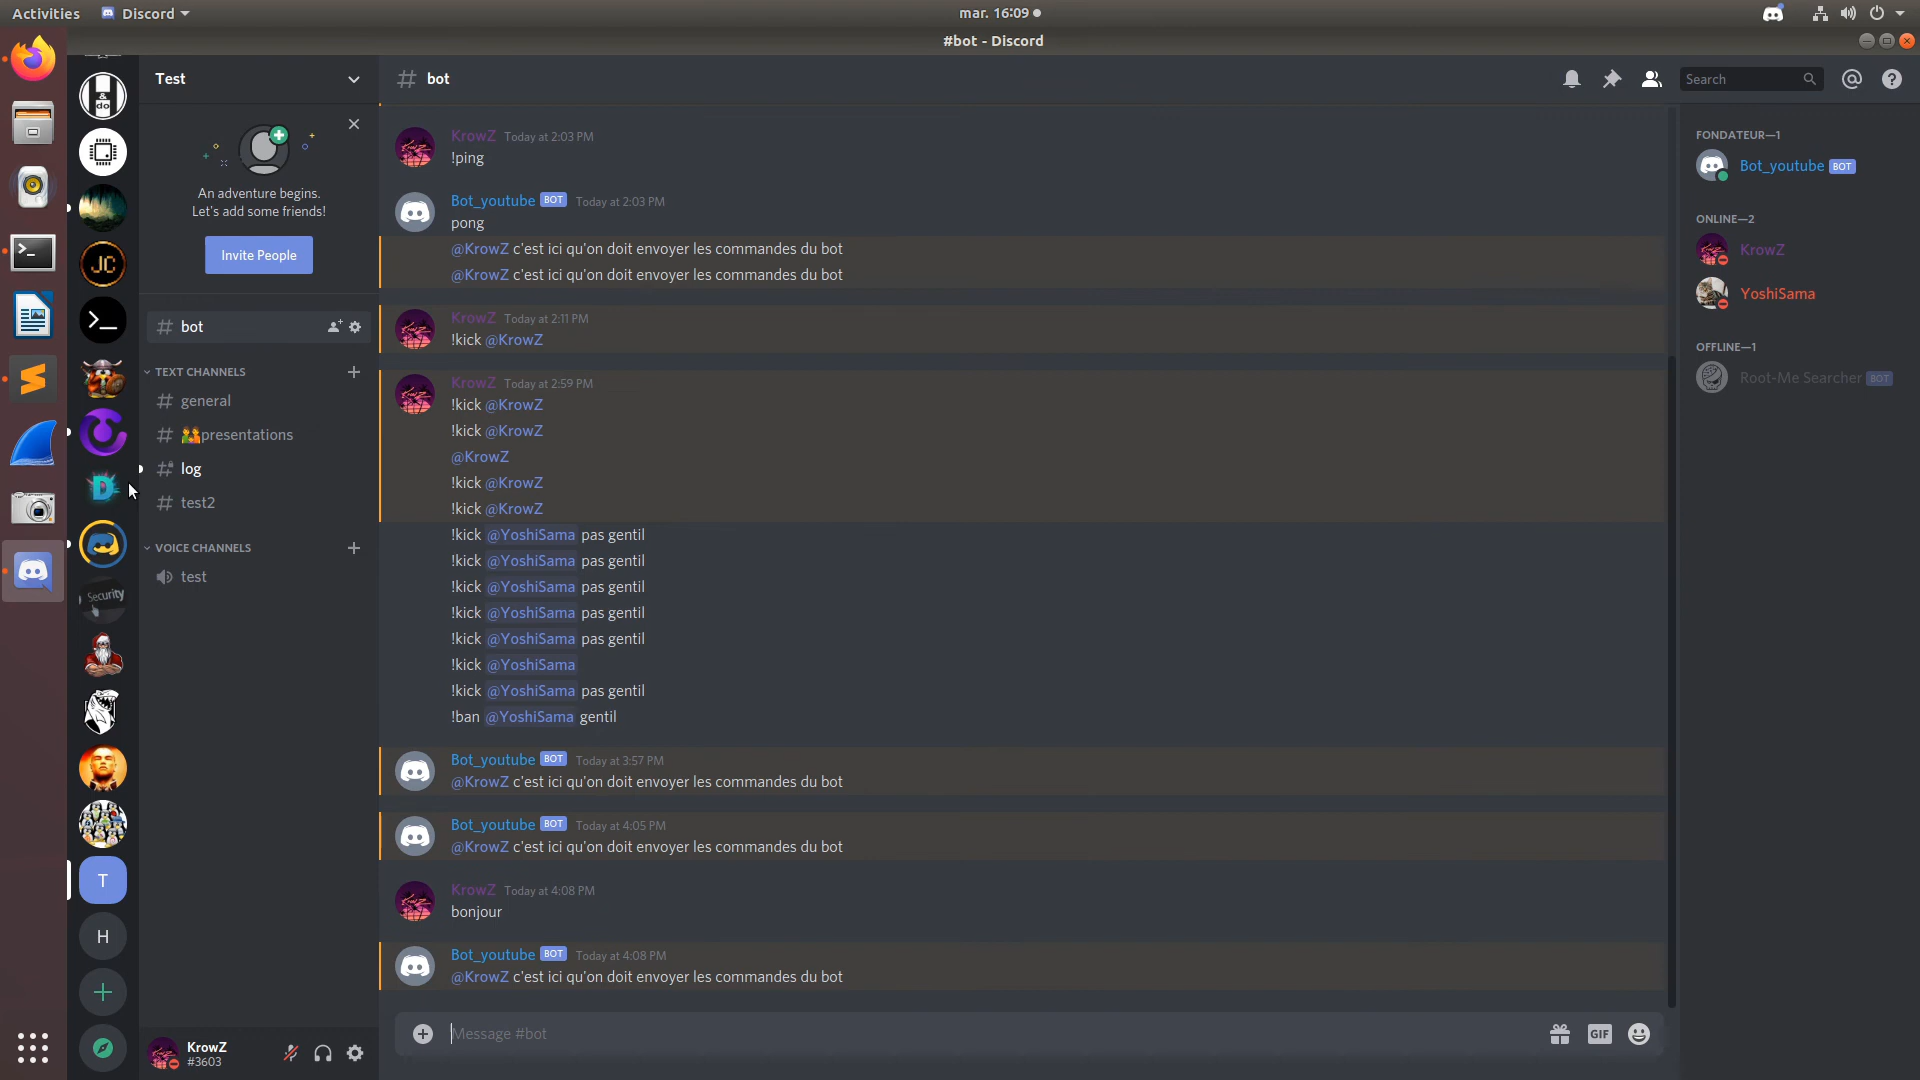 Activities
Discord
mar. 16:09
#bot - Discord
Test
An adventure begins.
Let's add some friends!
Invite People
bot
TEXT CHANNELS
general
presentations
log
test2
VOICE CHANNELS
test
& do
JC
>_
D
Security
T
H
KrowZ
#3603
# bot
Search
KrowZ Today at 2:03 PM
!ping
Bot_youtube BOT Today at 2:03 PM
pong
@KrowZ c'est ici qu'on doit envoyer les commandes du bot
@KrowZ c'est ici qu'on doit envoyer les commandes du bot
KrowZ Today at 2:11 PM
!kick @KrowZ
KrowZ Today at 2:59 PM
!kick @KrowZ
!kick @KrowZ
@KrowZ
!kick @KrowZ
!kick @KrowZ
!kick @YoshiSama pas gentil
!kick @YoshiSama pas gentil
!kick @YoshiSama pas gentil
!kick @YoshiSama pas gentil
!kick @YoshiSama pas gentil
!kick @YoshiSama
!kick @YoshiSama pas gentil
!ban @YoshiSama gentil
Bot_youtube BOT Today at 3:57 PM
@KrowZ c'est ici qu'on doit envoyer les commandes du bot
Bot_youtube BOT Today at 4:05 PM
@KrowZ c'est ici qu'on doit envoyer les commandes du bot
KrowZ Today at 4:08 PM
bonjour
Bot_youtube BOT Today at 4:08 PM
@KrowZ c'est ici qu'on doit envoyer les commandes du bot
Message #bot
GIF
FONDATEUR—1
Bot_youtube BOT
ONLINE—2
KrowZ
YoshiSama
OFFLINE—1
Root-Me Searcher BOT